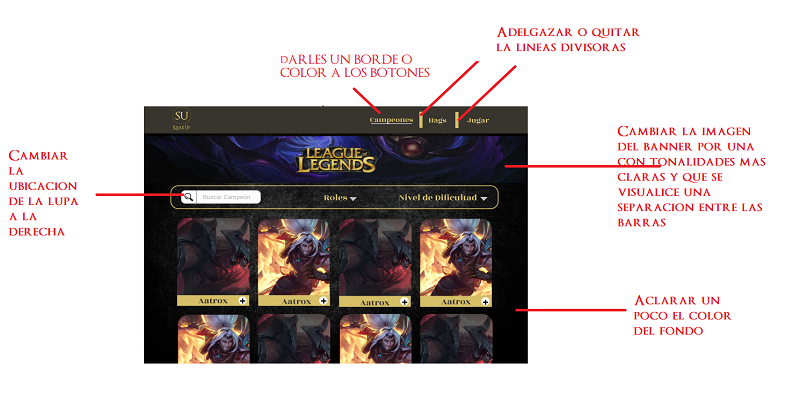 Adelgazar o quitar
la lineas divisoras
dARLES UN BORDE O
COLOR A LOS BOTONES
SU
Campeones
Bags
Jugar
Cambiar la imagen
del banner por una
con tonalidades mas
claras y que se
visualice una
separacion entre las
barras
LEAGUE OF
LEGENDS
Cambiar
la
ubicacion
de la lupa
a la
derecha
Buscar Campeón
Roles
Nivel de Dificultad
Aatrox
Aatrox
Aatrox
Aatrox
Aclarar un
poco el color
del fondo